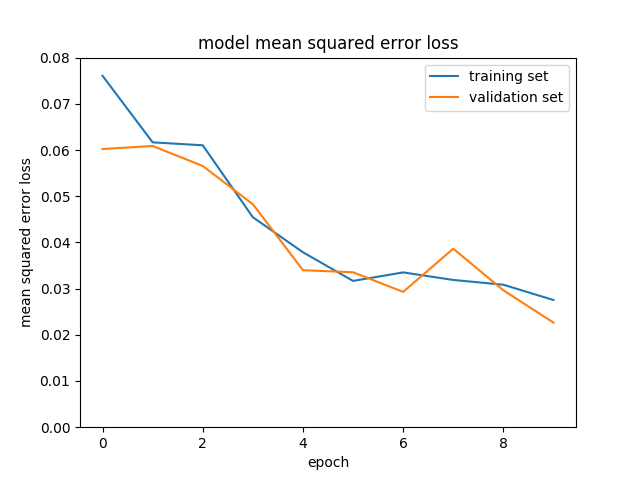 model mean squared error loss
training set
validation set
0.08
0.07
0.06
0.05
0.04
0.03
0.02
0.01
0.00
mean squared error loss
0 2 4 6 8
epoch